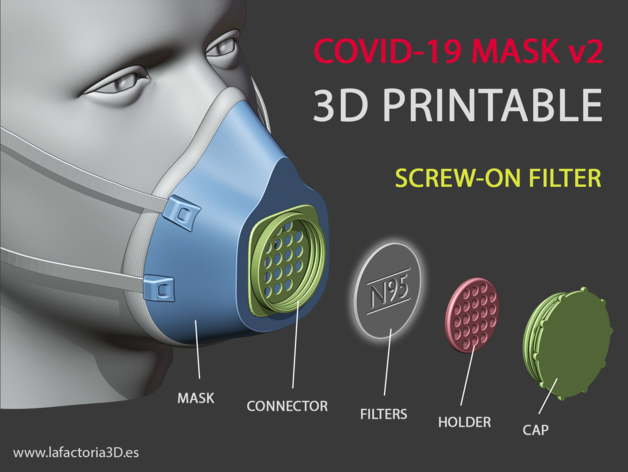 COVID-19 MASK v2
3D PRINTABLE
SCREW-ON FILTER
N95
MASK
CONNECTOR
FILTERS
HOLDER
CAP
www.lafactoria3D.es